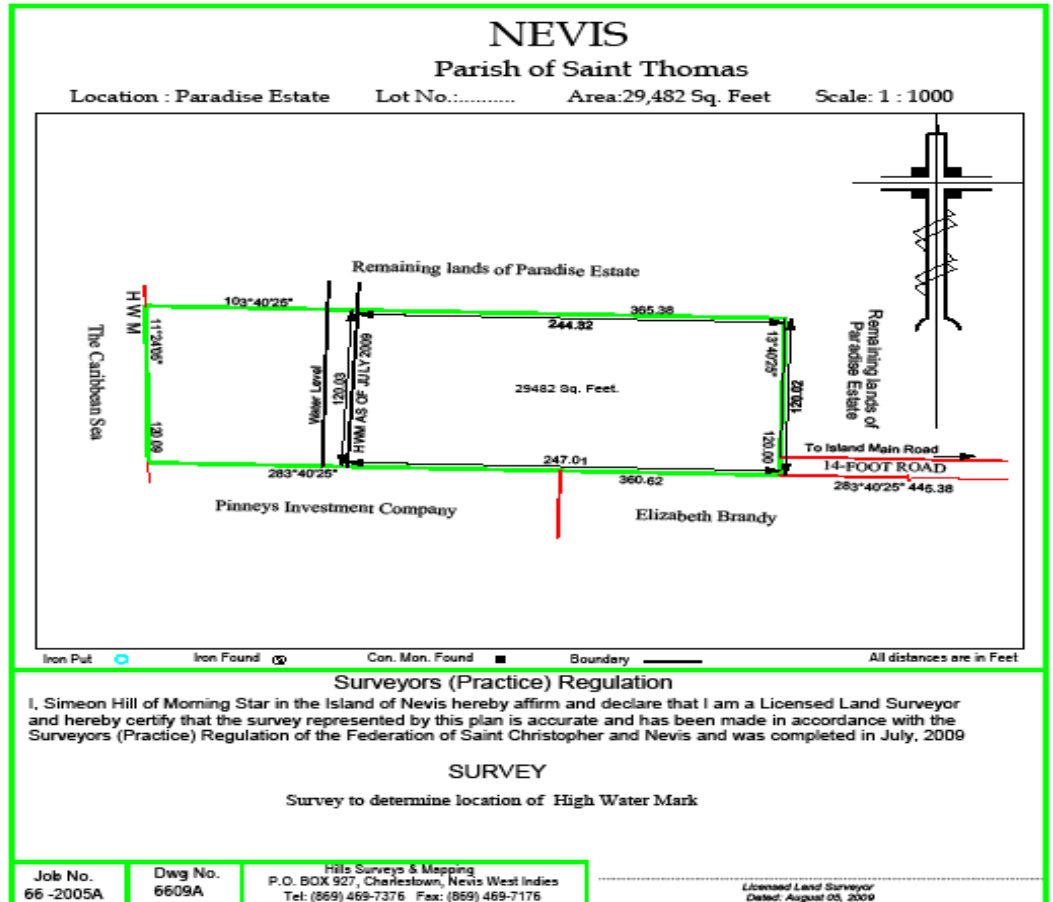 NEVIS
Parish of Saint Thomas
Location : Paradise Estate Lot No.:.......... Area:29,482 Sq. Feet Scale: 1 : 1000
Remaining lands of Paradise Estate
103°40'25" 365.38
244.32
H W M
11°24'06"
120.09
The Caribbean Sea
Water Level
120.03
HWM AS OF JULY 2009
29482 Sq. Feet.
13°40'25"
120.00
120.02
Remaining lands of
Paradise Estate
To Island Main Road
14-FOOT ROAD
283°40'25" 445.38
247.01
283°40'25" 360.62
Pinneys Investment Company
Elizabeth Brandy
Iron Put Iron Found Con. Mon. Found Boundary All distances are in Feet
Surveyors (Practice) Regulation
I, Simeon Hill of Morning Star in the Island of Nevis hereby affirm and declare that I am a Licensed Land Surveyor
and hereby certify that the survey represented by this plan is accurate and has been made in accordance with the
Surveyors (Practice) Regulation of the Federation of Saint Christopher and Nevis and was completed in July, 2009
SURVEY
Survey to determine location of High Water Mark
Job No.
66 -2005A
Dwg No.
6609A
Hills Surveys & Mapping
P.O. BOX 927, Charlestown, Nevis West Indies
Tel: (869) 469-7376 Fax: (869) 469-7176
Licensed Land Surveyor
Dated: August 05, 2009